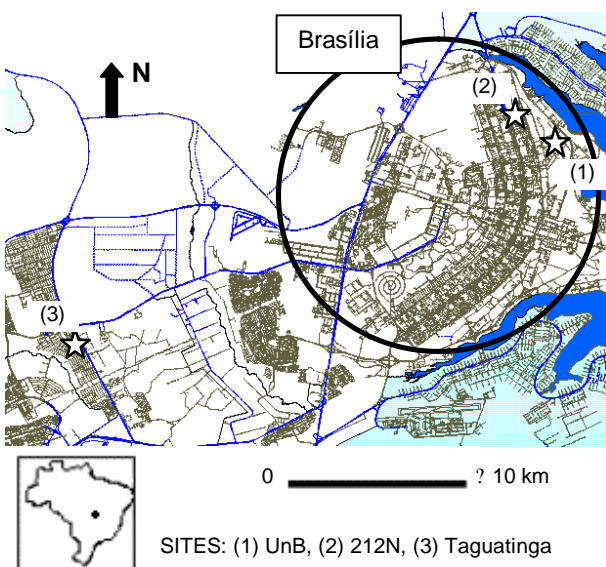 Brasília
N
(2)
(1)
(3)
0 ? 10 km
SITES: (1) UnB, (2) 212N, (3) Taguatinga